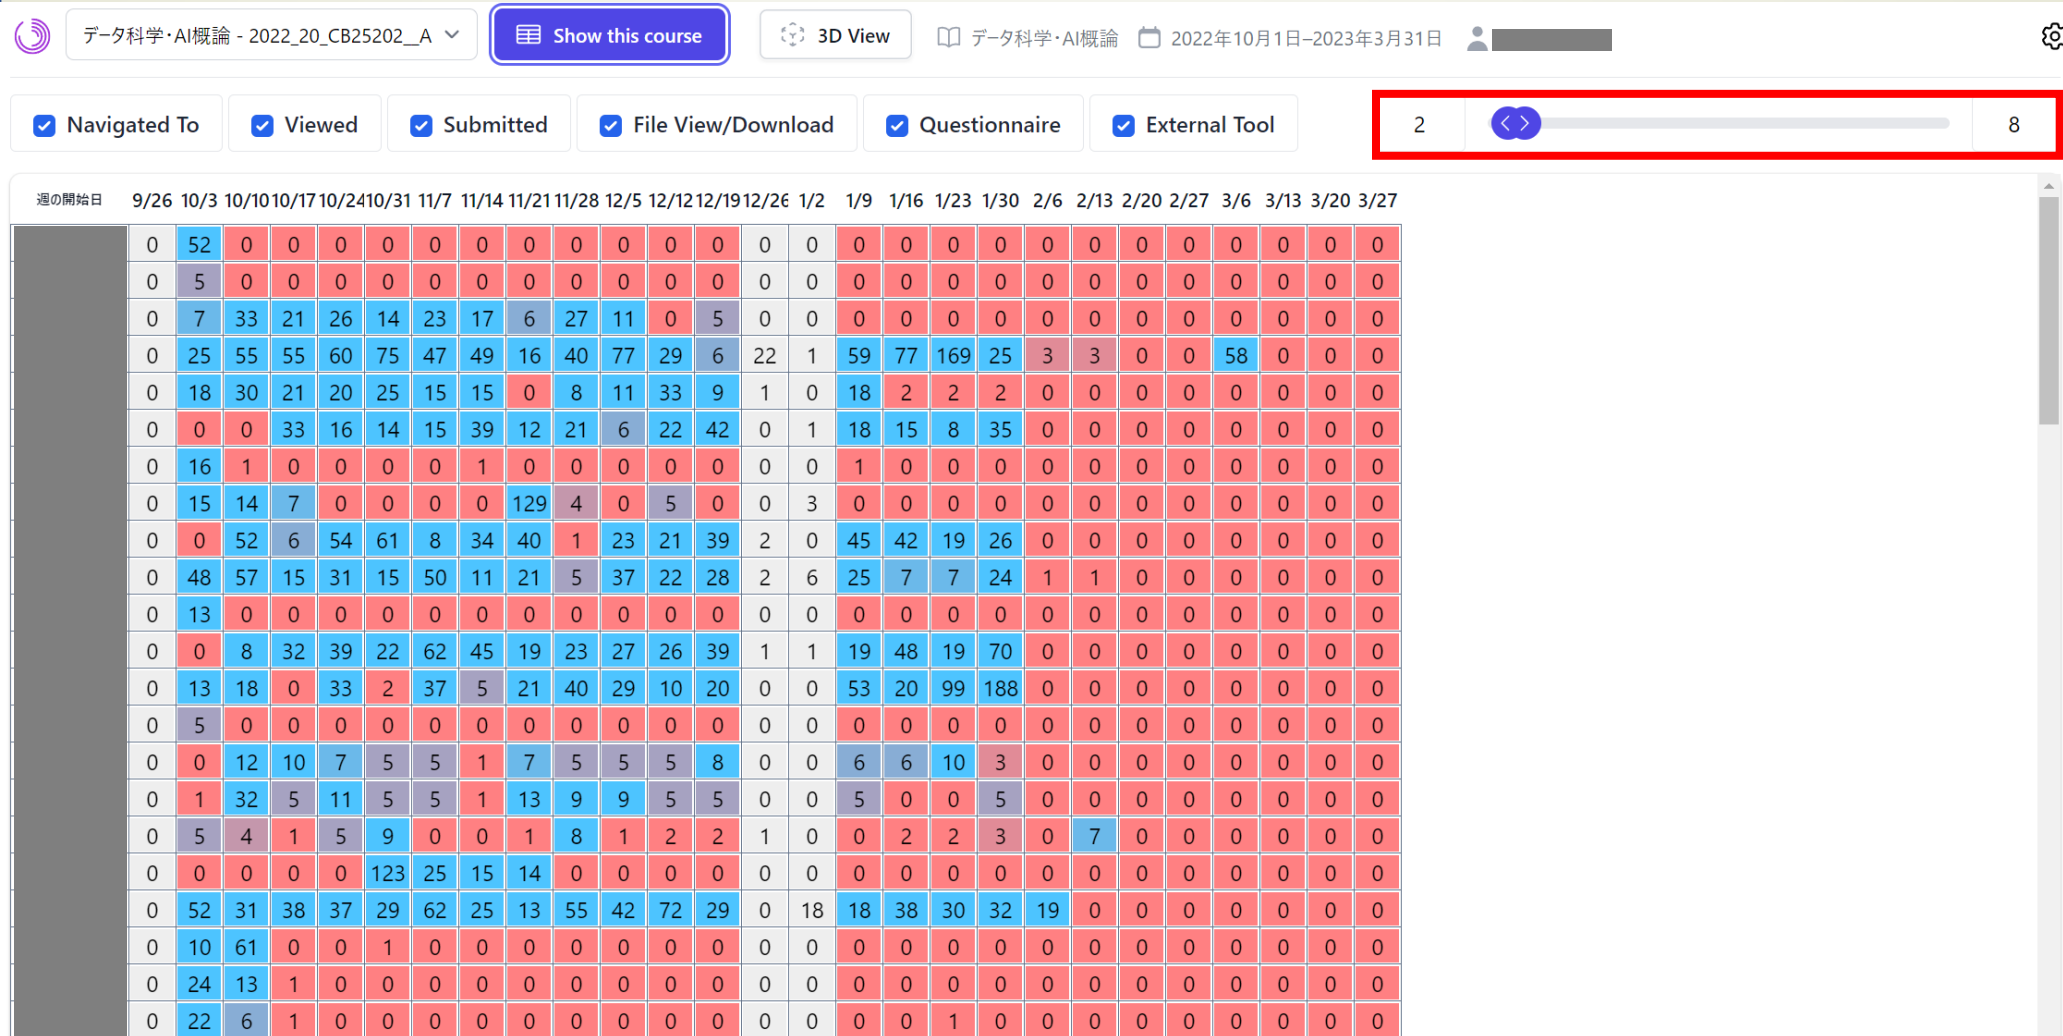 データ科学・AI概論 - 2022_20_CB25202__A Show this course 3D View データ科学・AI概論 2022年10月1日–2023年3月31日
Navigated To Viewed Submitted File View/Download Questionnaire External Tool 2 8
週の開始日 9/26 10/3 10/10 10/17 10/24 10/31 11/7 11/14 11/21 11/28 12/5 12/12 12/19 12/26 1/2 1/9 1/16 1/23 1/30 2/6 2/13 2/20 2/27 3/6 3/13 3/20 3/27
0 52 0 0 0 0 0 0 0 0 0 0 0 0 0 0 0 0 0 0 0 0 0 0 0 0 0
0 5 0 0 0 0 0 0 0 0 0 0 0 0 0 0 0 0 0 0 0 0 0 0 0 0 0
0 7 33 21 26 14 23 17 6 27 11 0 5 0 0 0 0 0 0 0 0 0 0 0 0 0 0
0 25 55 55 60 75 47 49 16 40 77 29 6 22 1 59 77 169 25 3 3 0 0 58 0 0 0
0 18 30 21 20 25 15 15 0 8 11 33 9 1 0 18 2 2 2 0 0 0 0 0 0 0 0
0 0 0 33 16 14 15 39 12 21 6 22 42 0 1 18 15 8 35 0 0 0 0 0 0 0 0
0 16 1 0 0 0 0 1 0 0 0 0 0 0 0 1 0 0 0 0 0 0 0 0 0 0 0
0 15 14 7 0 0 0 0 129 4 0 5 0 0 3 0 0 0 0 0 0 0 0 0 0 0 0
0 0 52 6 54 61 8 34 40 1 23 21 39 2 0 45 42 19 26 0 0 0 0 0 0 0 0
0 48 57 15 31 15 50 11 21 5 37 22 28 2 6 25 7 7 24 1 1 0 0 0 0 0 0
0 13 0 0 0 0 0 0 0 0 0 0 0 0 0 0 0 0 0 0 0 0 0 0 0 0 0
0 0 8 32 39 22 62 45 19 23 27 26 39 1 1 19 48 19 70 0 0 0 0 0 0 0 0
0 13 18 0 33 2 37 5 21 40 29 10 20 0 0 53 20 99 188 0 0 0 0 0 0 0 0
0 5 0 0 0 0 0 0 0 0 0 0 0 0 0 0 0 0 0 0 0 0 0 0 0 0 0
0 0 12 10 7 5 5 1 7 5 5 5 8 0 0 6 6 10 3 0 0 0 0 0 0 0 0
0 1 32 5 11 5 5 1 13 9 9 5 5 0 0 5 0 0 5 0 0 0 0 0 0 0 0
0 5 4 1 5 9 0 0 1 8 1 2 2 1 0 0 2 2 3 0 7 0 0 0 0 0 0
0 0 0 0 0 123 25 15 14 0 0 0 0 0 0 0 0 0 0 0 0 0 0 0 0 0 0
0 52 31 38 37 29 62 25 13 55 42 72 29 0 18 18 38 30 32 19 0 0 0 0 0 0 0
0 10 61 0 0 1 0 0 0 0 0 0 0 0 0 0 0 0 0 0 0 0 0 0 0 0 0
0 24 13 1 0 0 0 0 0 0 0 0 0 0 0 0 0 0 0 0 0 0 0 0 0 0 0
0 22 6 1 0 0 0 0 0 0 0 0 0 0 0 0 0 1 0 0 0 0 0 0 0 0 0